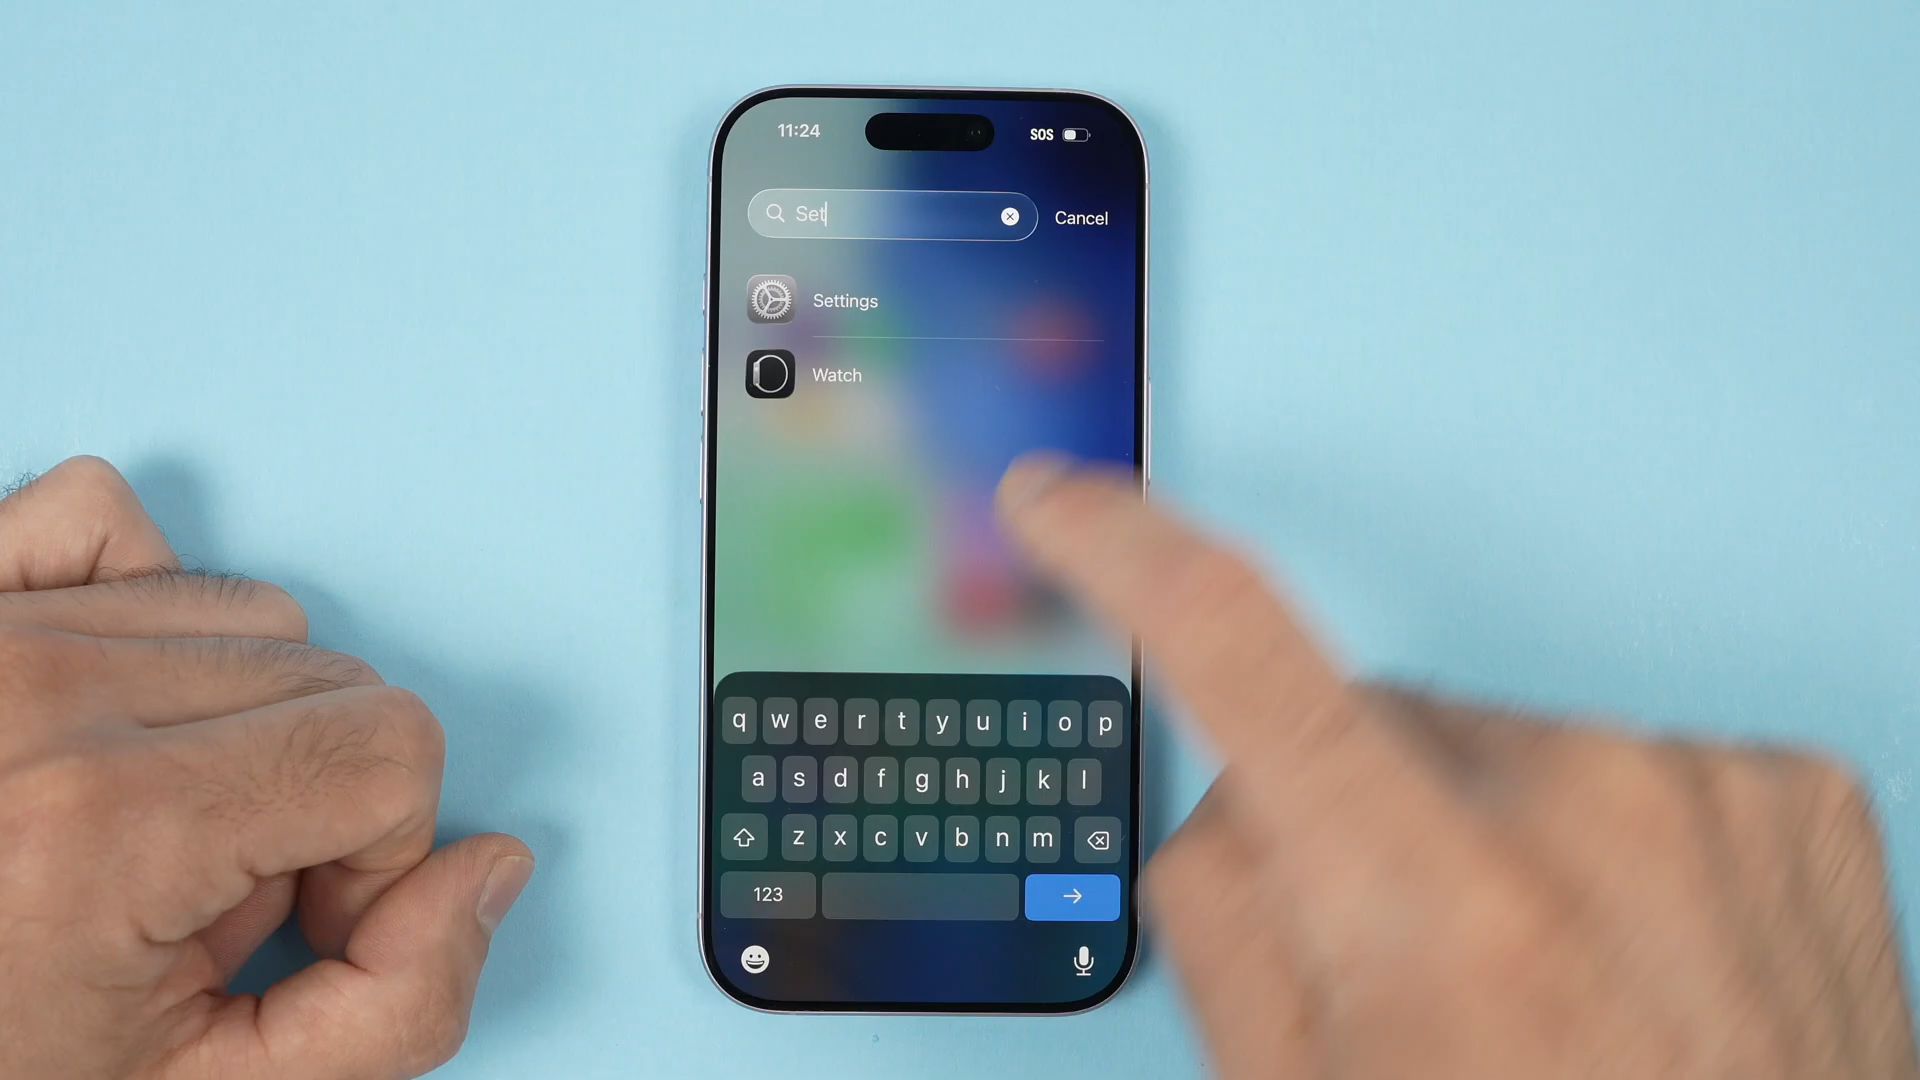 11:24 SOS
Set Cancel
Settings
Watch
q w e r t y u i o p
a s d f g h j k l
z x c v b n m
123